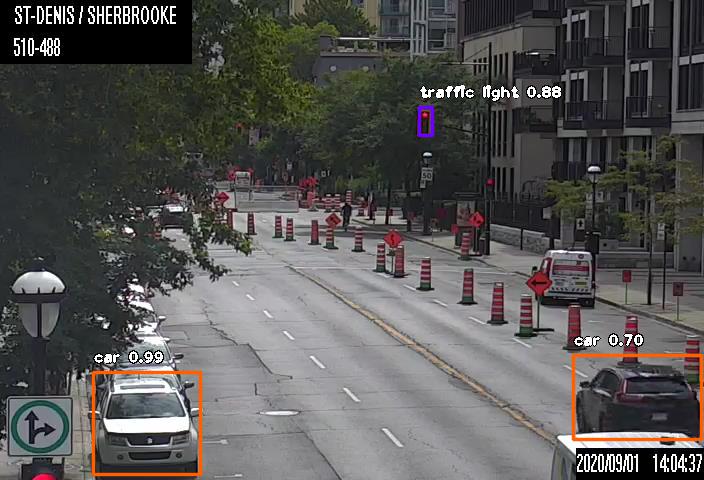 ST-DENIS / SHERBROOKE
510-488
traffic light 0.88
50
car 0.99
car 0.70
2020/09/01 14:04:37